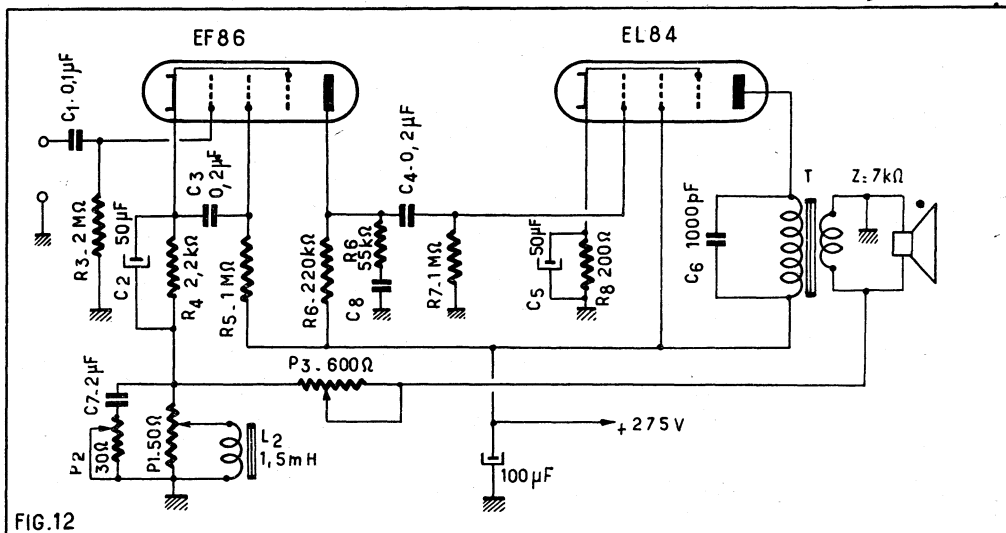 EF86
EL84
C1.0,1µF
R3-2MΩ
C2 50µF
R4 2,2kΩ
C3 0,2µF
R5-1MΩ
R6-220kΩ
R6 55kΩ
C8
C4-0,2µF
R7-1MΩ
C5 50µF
R8 200Ω
C6 1000pF
T
Z=7kΩ
C7-2µF
P2 30Ω
P1.50Ω
L2
1,5mH
P3-600Ω
+275V
100µF
FIG.12